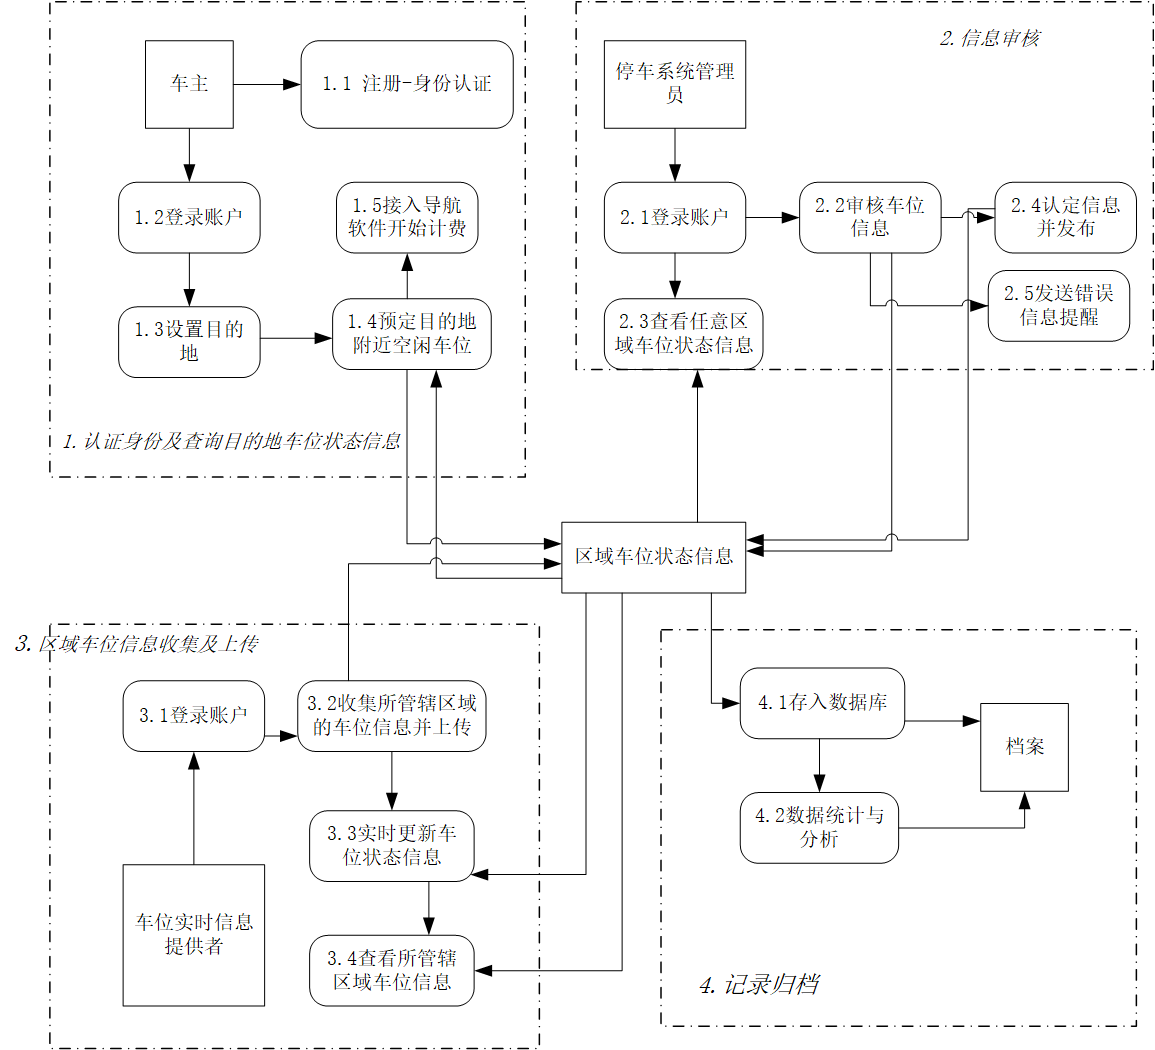 2.信息审核
车主
1.1 注册-身份认证
停车系统管理
员
1.2登录账户
1.5接入导航
软件开始计费
2.1登录账户
2.2审核车位
信息
2.4认定信息
并发布
1.3设置目的
地
1.4预定目的地
附近空闲车位
2.3查看任意区
域车位状态信息
2.5发送错误
信息提醒
1.认证身份及查询目的地车位状态信息
区域车位状态信息
3.区域车位信息收集及上传
3.1登录账户
3.2收集所管辖区域
的车位信息并上传
4.1存入数据库
档案
3.3实时更新车
位状态信息
4.2数据统计与
分析
车位实时信息
提供者
3.4查看所管辖
区域车位信息
4.记录归档